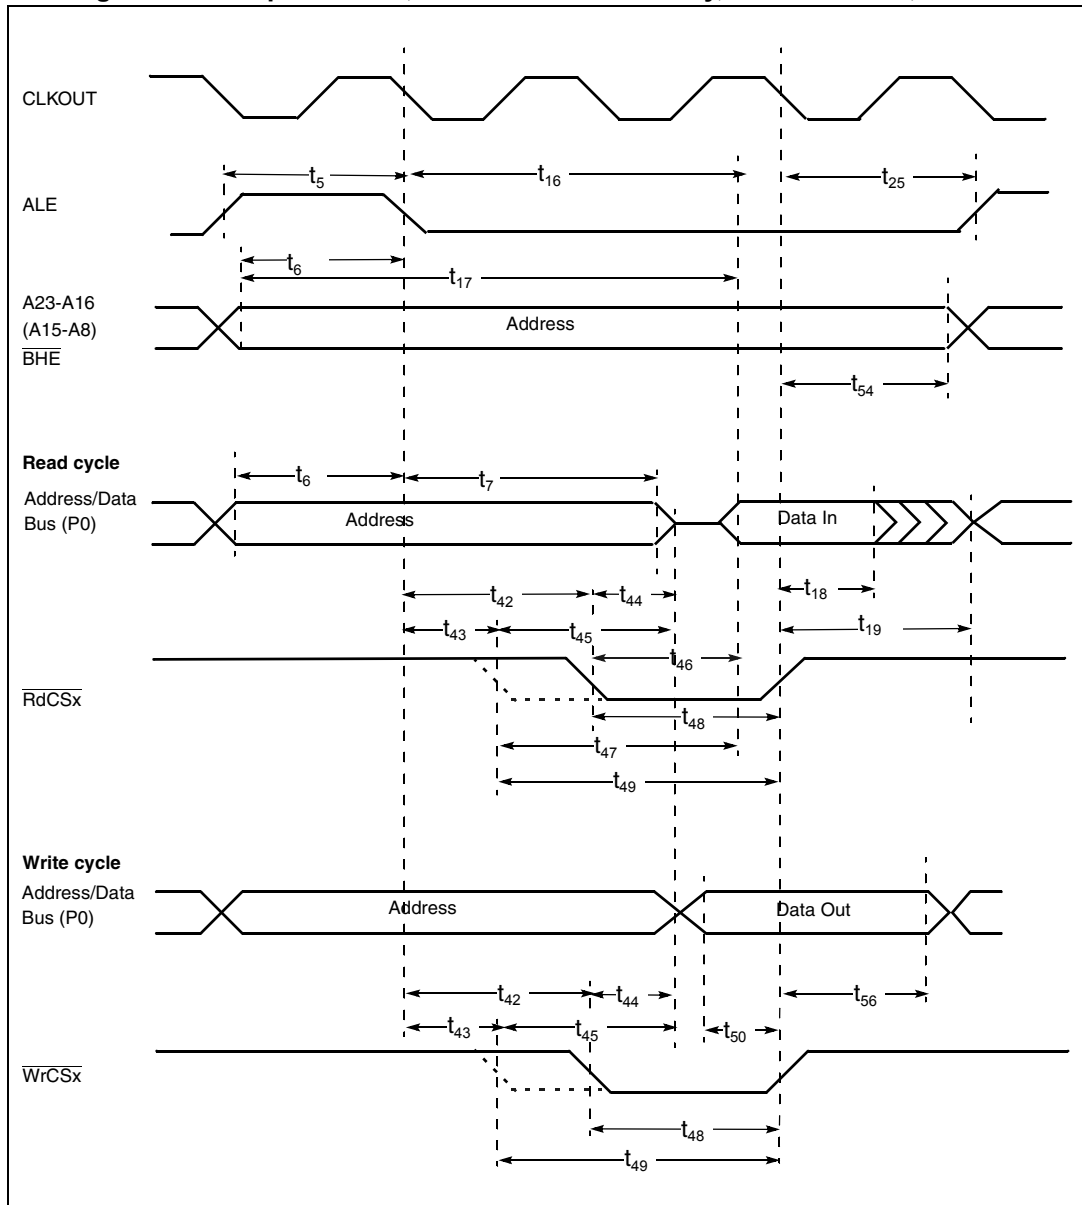 CLKOUT
t5
t16
t25
ALE
t6
t17
A23-A16
(A15-A8)
BHE
Address
t54
Read cycle
t6
t7
Address/Data
Bus (P0)
Address
Data In
t18
t42
t44
t19
t43
t45
t46
RdCSx
t48
t47
t49
Write cycle
Address/Data
Bus (P0)
Address
Data Out
t42
t44
t56
t43
t45
t50
WrCSx
t48
t49